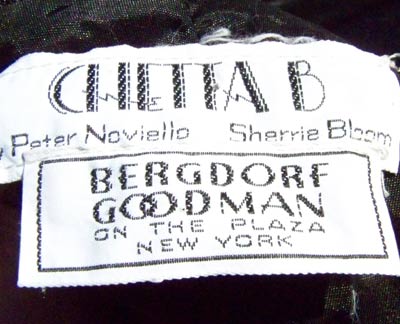 CHETTA B
Peter Noviello Sherrie Bloom
BERGDORF
GOODMAN
ON THE PLAZA
NEW YORK